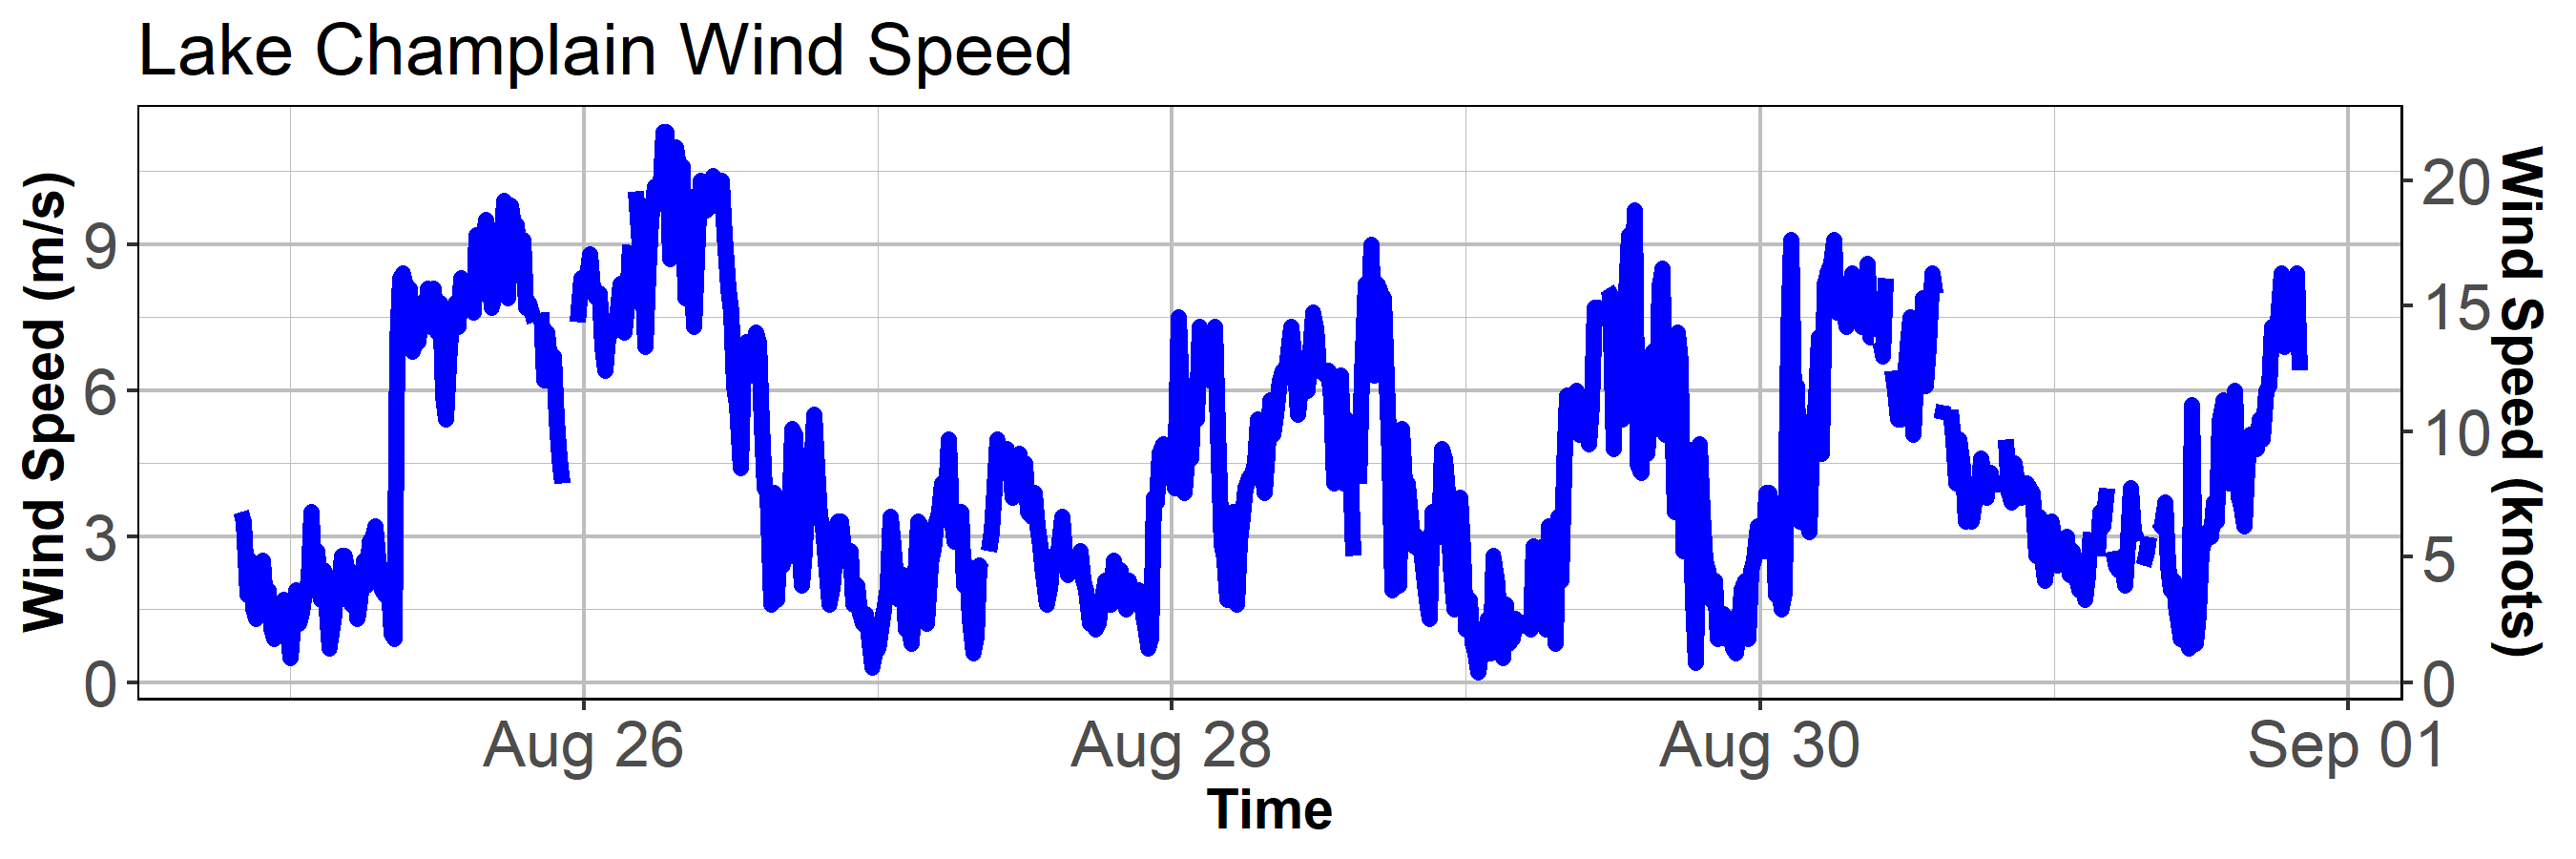 Lake Champlain Wind Speed
Wind Speed (m/s)
9
6
3
0
20
15
10
5
0
Wind Speed (knots)
Aug 26
Aug 28
Aug 30
Sep 01
Time